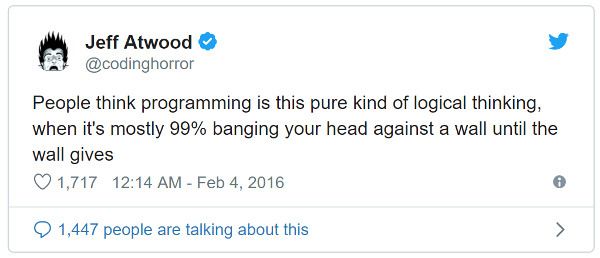 Jeff Atwood
@codinghorror
People think programming is this pure kind of logical thinking,
when it's mostly 99% banging your head against a wall until the
wall gives
1,717 12:14 AM - Feb 4, 2016
1,447 people are talking about this